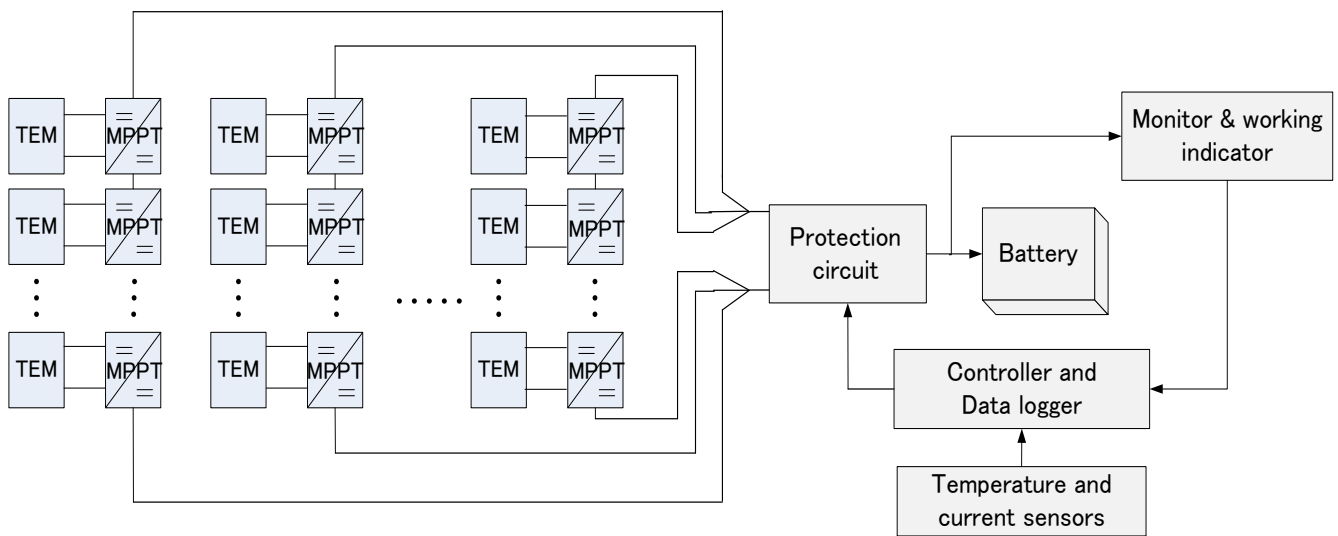 TEM
MPPT
TEM
MPPT
TEM
MPPT
TEM
MPPT
TEM
MPPT
TEM
MPPT
TEM
MPPT
TEM
MPPT
TEM
MPPT
Protection
circuit
Battery
Monitor & working
indicator
Controller and
Data logger
Temperature and
current sensors